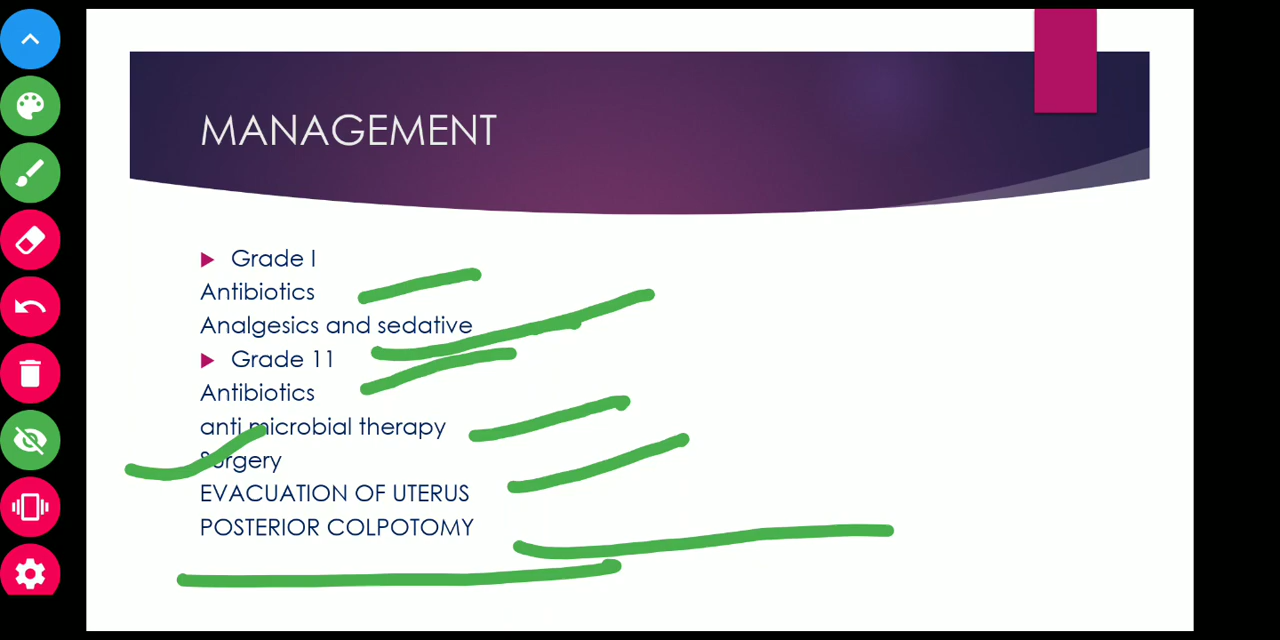 MANAGEMENT
Grade I
Antibiotics
Analgesics and sedative
Grade 11
Antibiotics
anti microbial therapy
Surgery
EVACUATION OF UTERUS
POSTERIOR COLPOTOMY